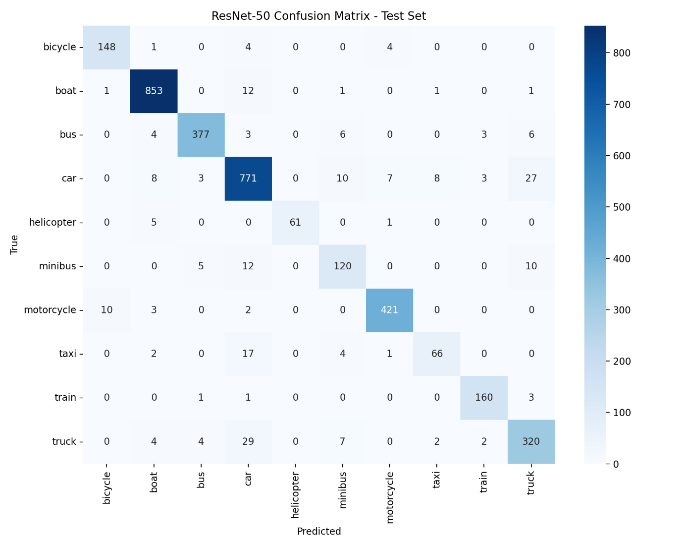 ResNet-50 Confusion Matrix - Test Set
bicycle 148 1 0 4 0 0 4 0 0 0
boat 1 853 0 12 0 1 0 1 0 1
bus 0 4 377 3 0 6 0 0 3 6
car 0 8 3 771 0 10 7 8 3 27
helicopter 0 5 0 0 61 0 1 0 0 0
minibus 0 0 5 12 0 120 0 0 0 10
motorcycle 10 3 0 2 0 0 421 0 0 0
taxi 0 2 0 17 0 4 1 66 0 0
train 0 0 1 1 0 0 0 0 160 3
truck 0 4 4 29 0 7 0 2 2 320
True
bicycle boat bus car helicopter minibus motorcycle taxi train truck
Predicted
800
700
600
500
400
300
200
100
0